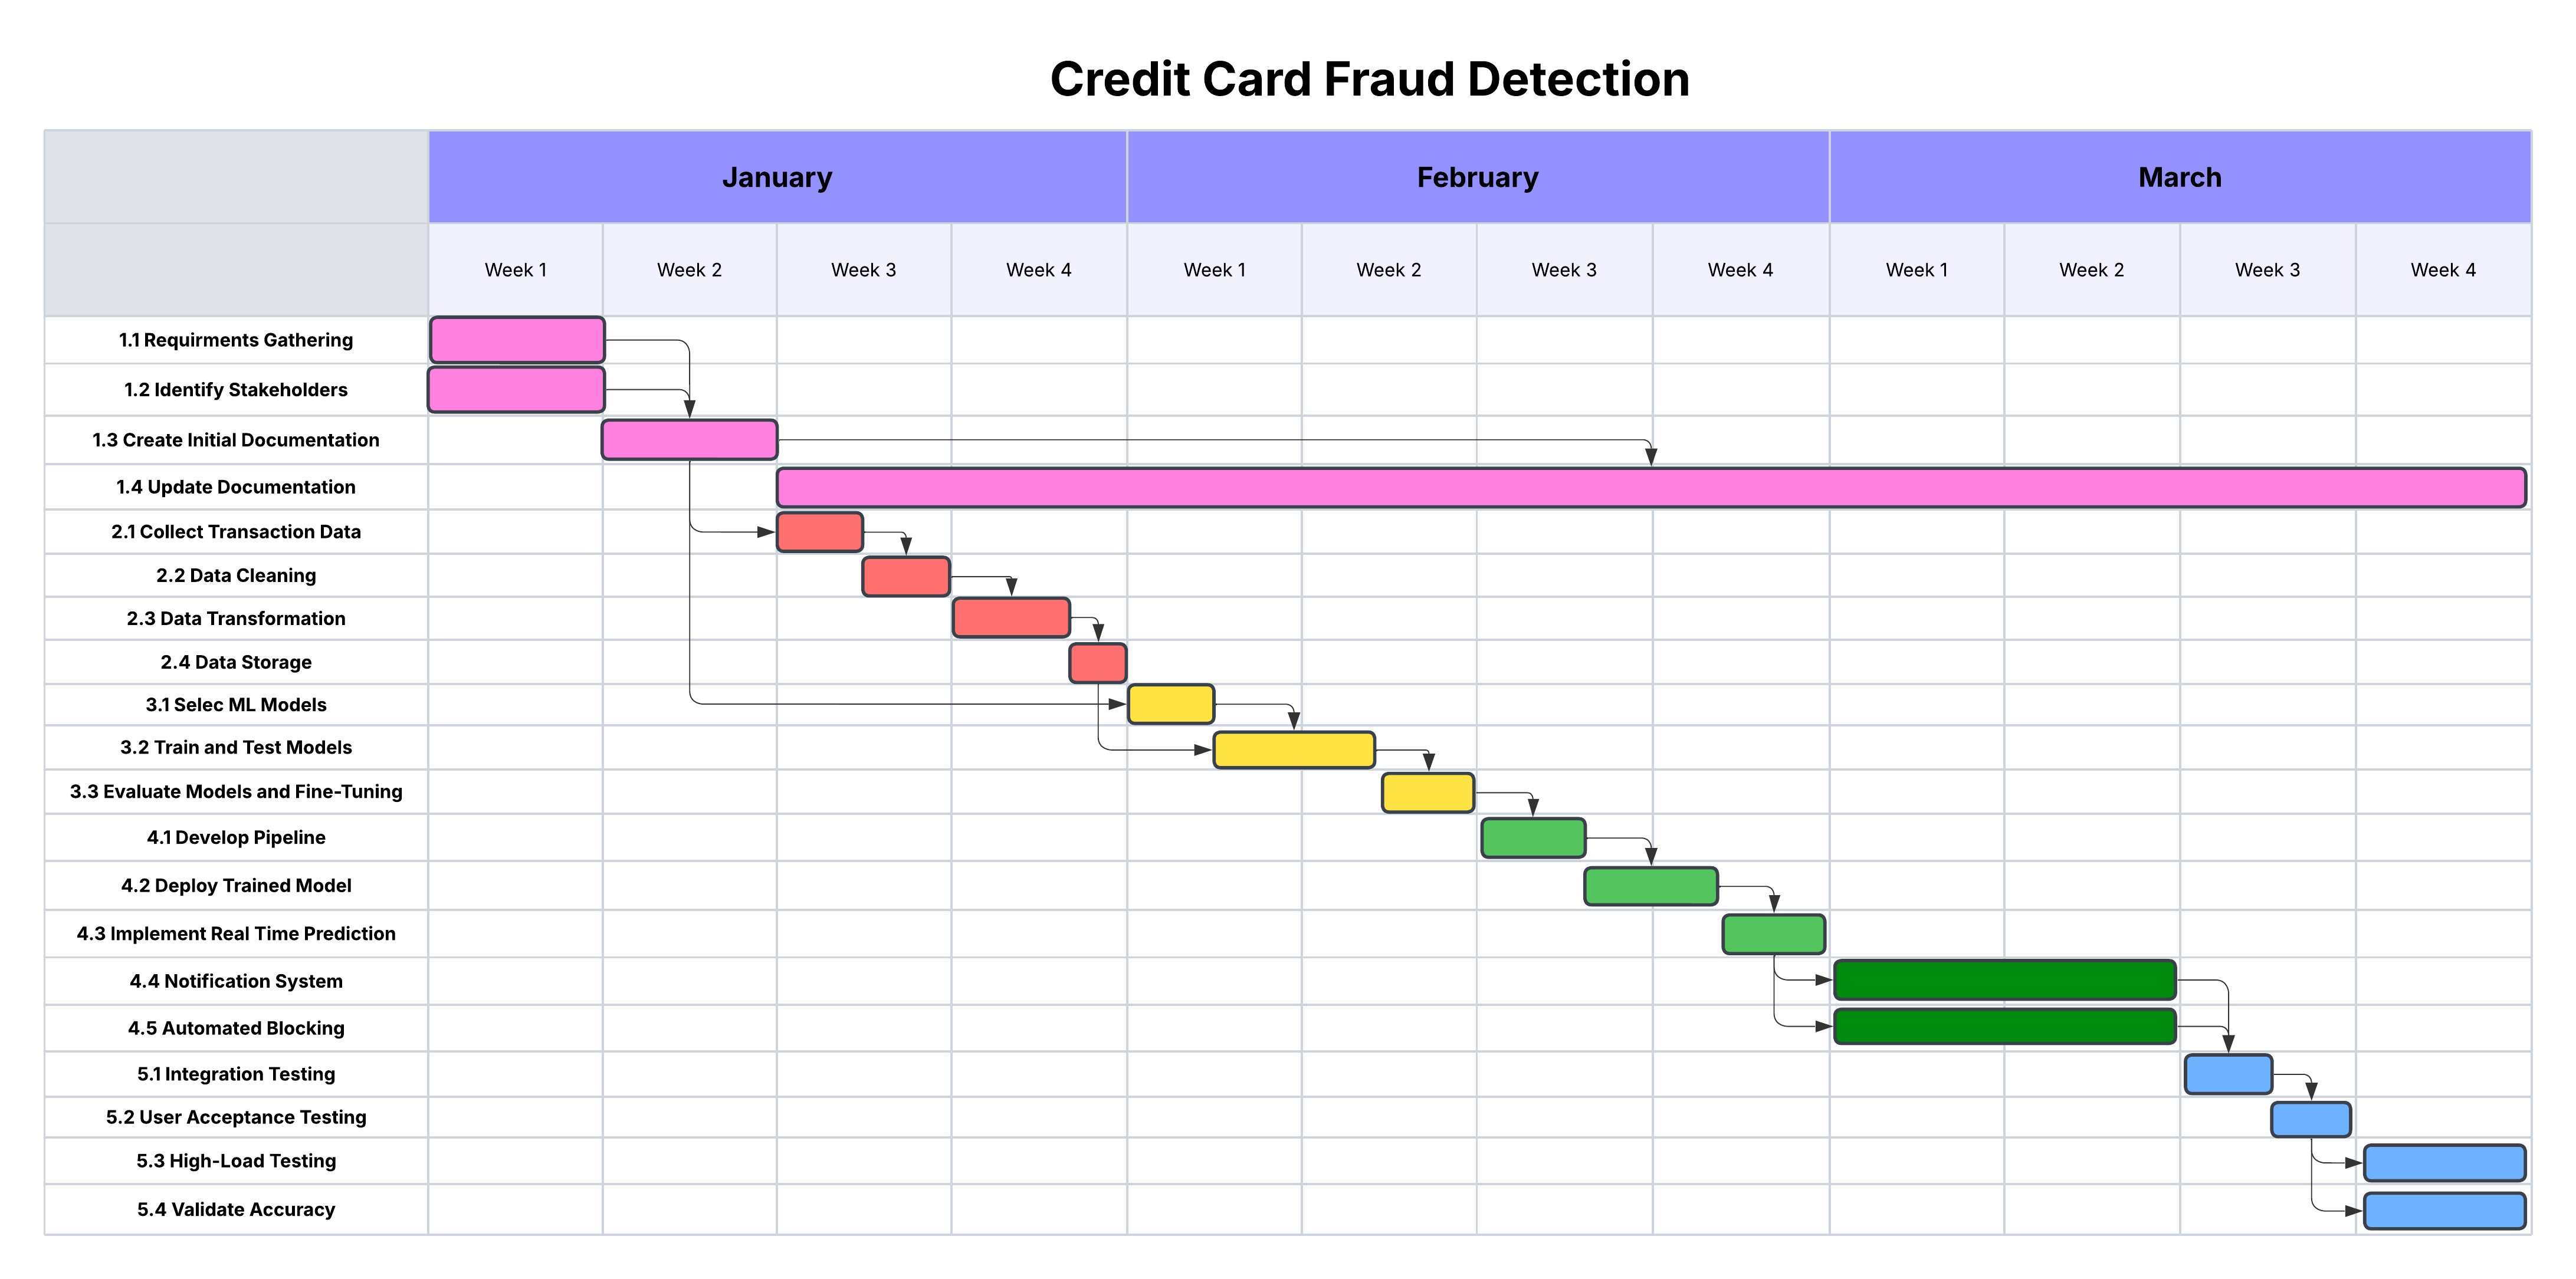 Credit Card Fraud Detection
January
February
March
Week 1
Week 2
Week 3
Week 4
Week 1
Week 2
Week 3
Week 4
Week 1
Week 2
Week 3
Week 4
1.1 Requirments Gathering
1.2 Identify Stakeholders
1.3 Create Initial Documentation
1.4 Update Documentation
2.1 Collect Transaction Data
2.2 Data Cleaning
2.3 Data Transformation
2.4 Data Storage
3.1 Selec ML Models
3.2 Train and Test Models
3.3 Evaluate Models and Fine-Tuning
4.1 Develop Pipeline
4.2 Deploy Trained Model
4.3 Implement Real Time Prediction
4.4 Notification System
4.5 Automated Blocking
5.1 Integration Testing
5.2 User Acceptance Testing
5.3 High-Load Testing
5.4 Validate Accuracy